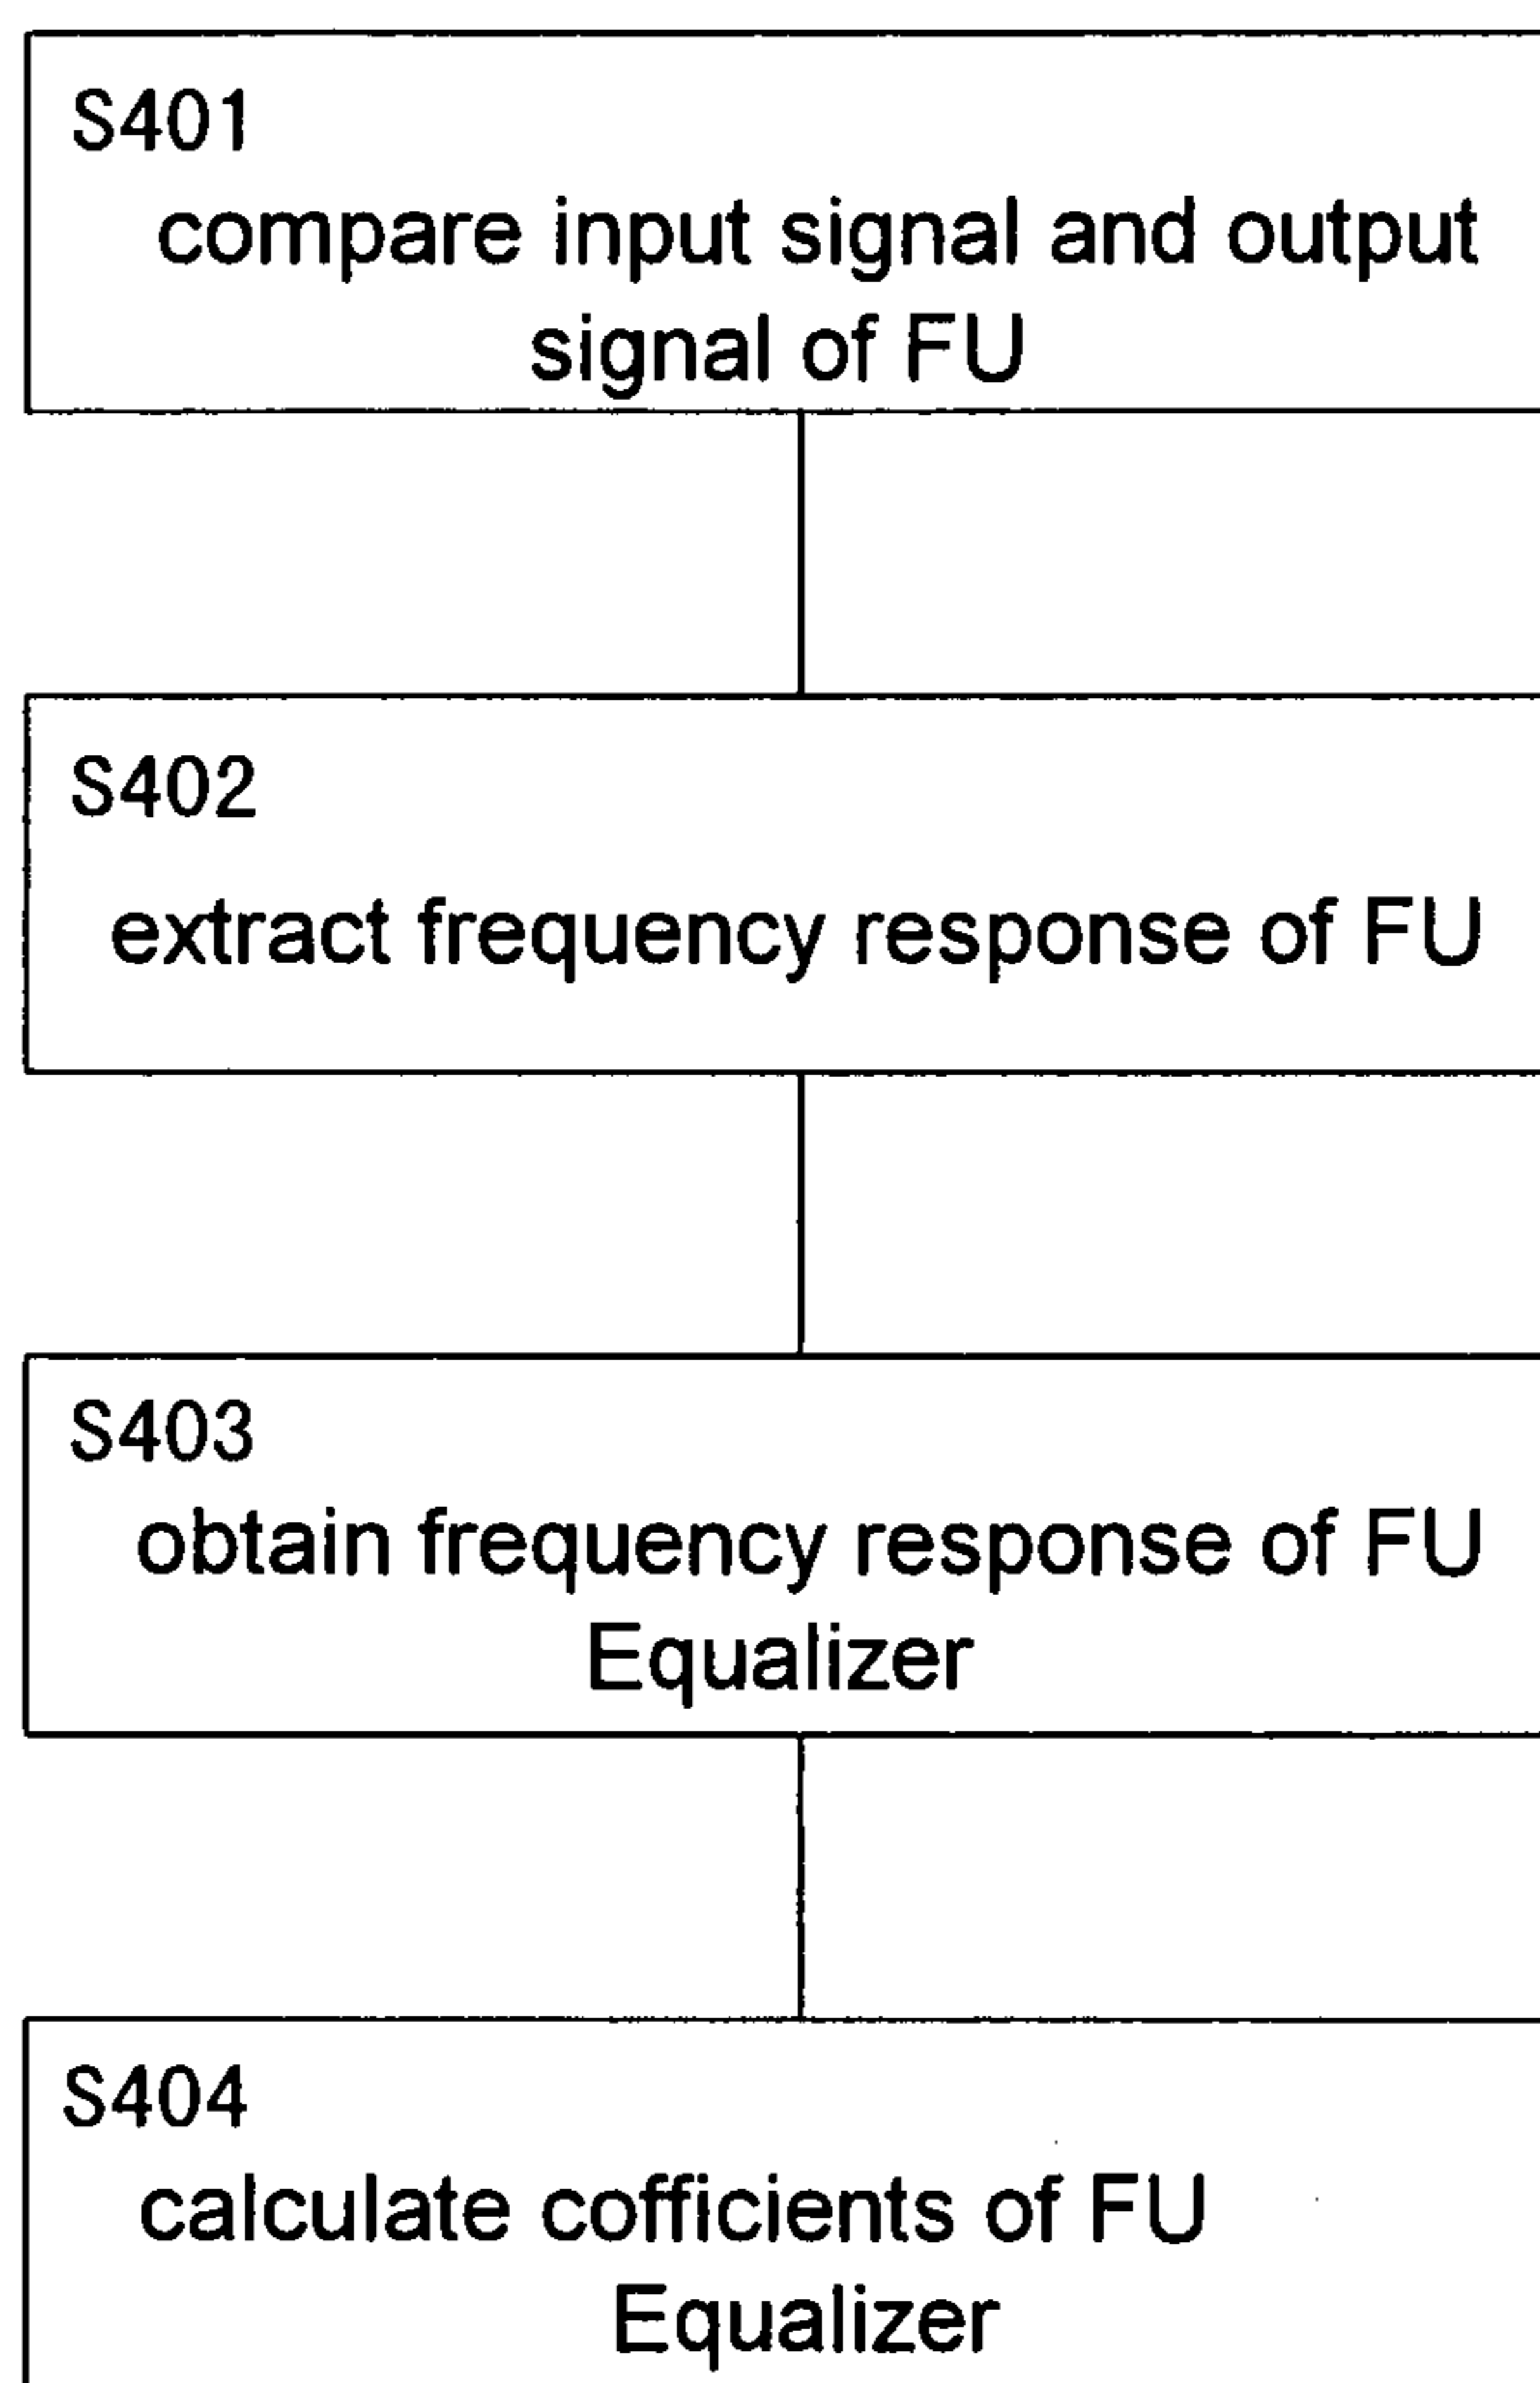 S401
compare input signal and output
signal of FU
S402
extract frequency response of FU
S403
obtain frequency response of FU
Equalizer
S404
calculate cofficients of FU
Equalizer